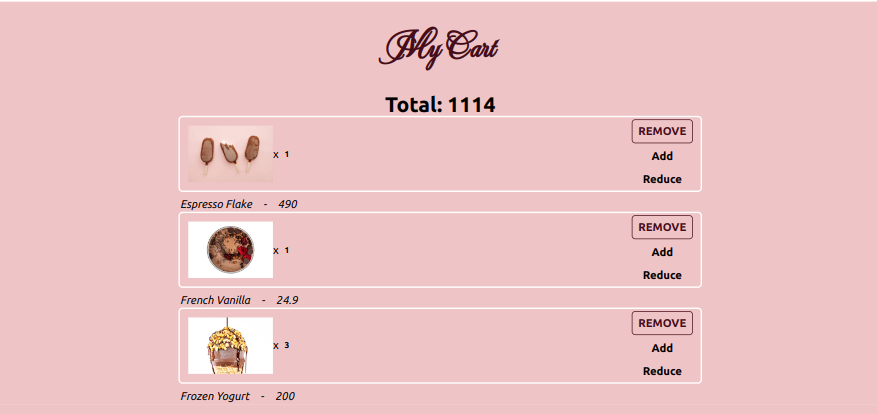 My Cart
Total: 1114
x 1
REMOVE
Add
Reduce
Espresso Flake - 490
x 1
REMOVE
Add
Reduce
French Vanilla - 24.9
x 3
REMOVE
Add
Reduce
Frozen Yogurt - 200